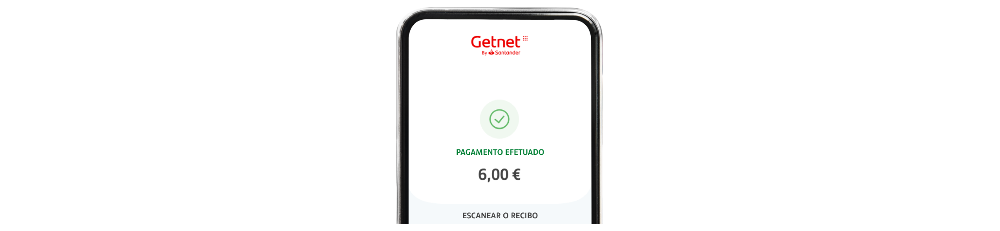 Getnet
By Santander
PAGAMENTO EFETUADO
6,00 €
ESCANEAR O RECIBO